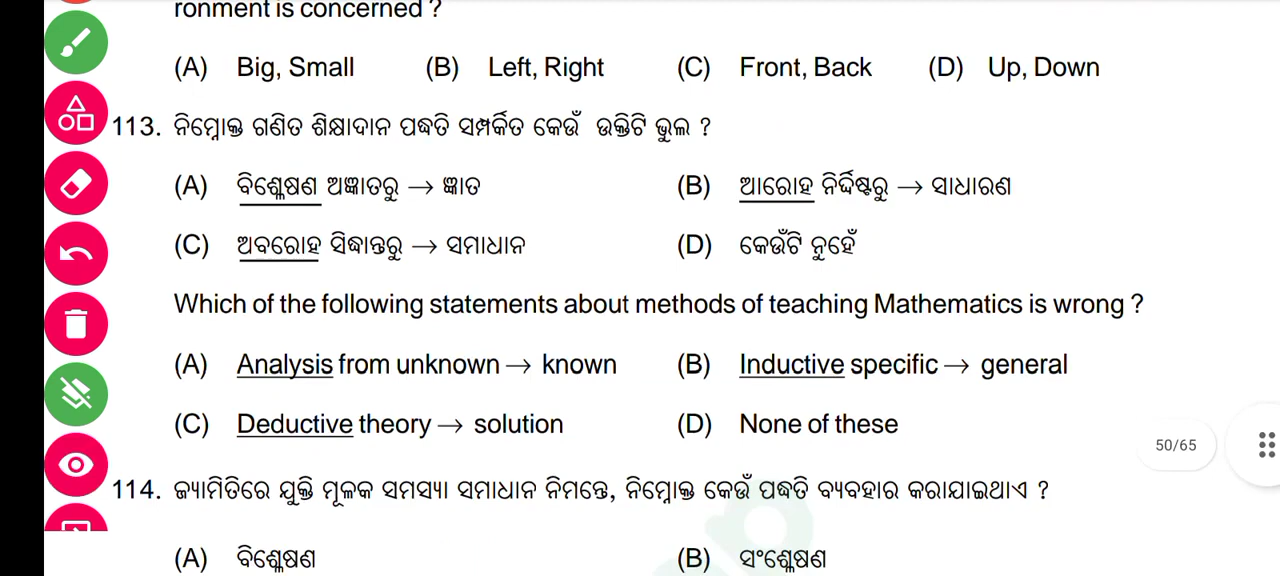 ronment is concerned ?
(A) Big, Small (B) Left, Right (C) Front, Back (D) Up, Down
113. ନିମ୍ନୋକ୍ତ ଗଣିତ ଶିକ୍ଷାଦାନ ପଦ୍ଧତି ସମ୍ପର୍କିତ କେଉଁ ଉକ୍ତିଟି ଭୁଲ ?
(A) ବିଶ୍ଳେଷଣ ଅଜ୍ଞାତରୁ → ଜ୍ଞାତ (B) ଆରୋହ ନିର୍ଦ୍ଦିଷ୍ଟରୁ → ସାଧାରଣ
(C) ଅବରୋହ ସିଦ୍ଧାନ୍ତରୁ → ସମାଧାନ (D) କେଉଁଟି ନୁହେଁ
Which of the following statements about methods of teaching Mathematics is wrong ?
(A) Analysis from unknown → known (B) Inductive specific → general
(C) Deductive theory → solution (D) None of these
50/65
114. ଜ୍ୟାମିତିରେ ଯୁକ୍ତି ମୂଳକ ସମସ୍ୟା ସମାଧାନ ନିମନ୍ତେ, ନିମ୍ନୋକ୍ତ କେଉଁ ପଦ୍ଧତି ବ୍ୟବହାର କରାଯାଇଥାଏ ?
(A) ବିଶ୍ଳେଷଣ (B) ସଂଶ୍ଳେଷଣ